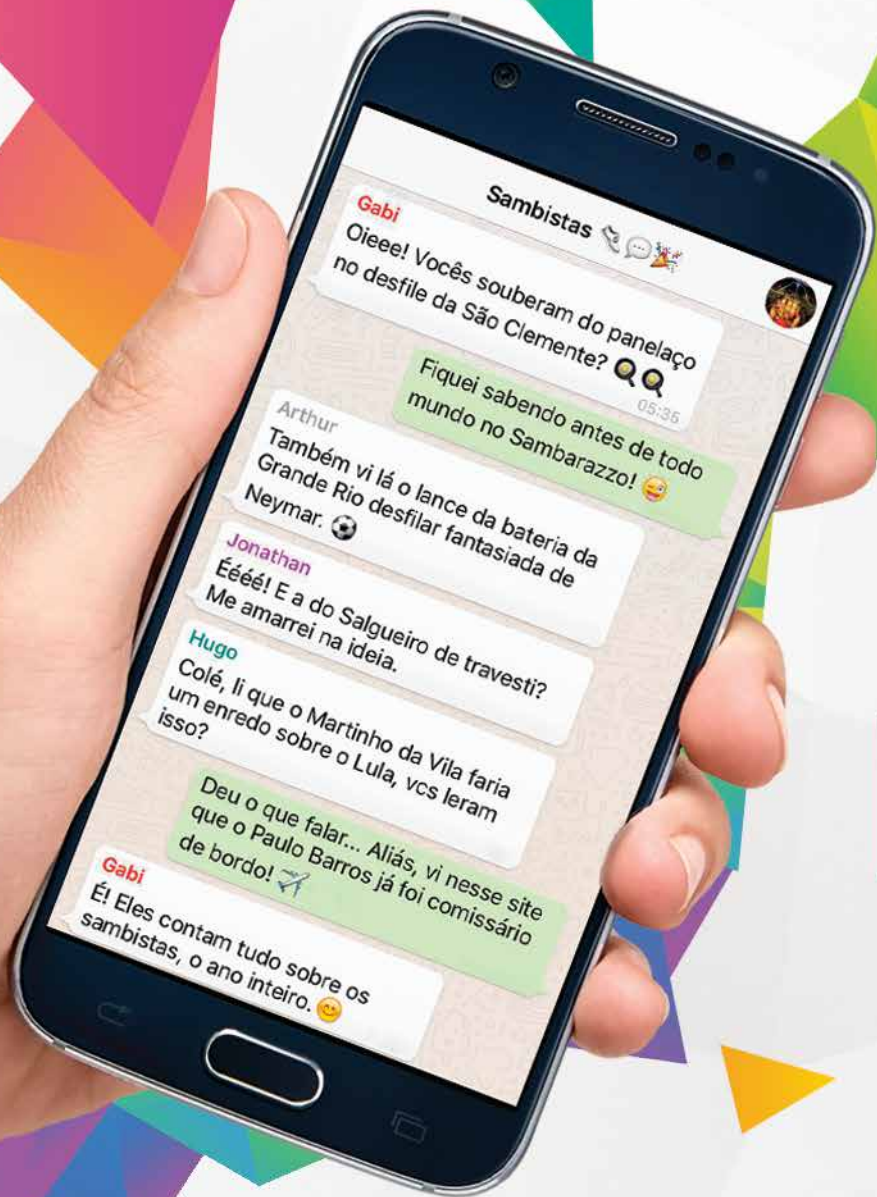 Sambistas
Gabi
Oieee! Vocês souberam do panelaço
no desfile da São Clemente?
05:35
Fiquei sabendo antes de todo
mundo no Sambarazzo!
Arthur
Também vi lá o lance da bateria da
Grande Rio desfilar fantasiada de
Neymar.
Jonathan
Éééé! E a do Salgueiro de travesti?
Me amarrei na ideia.
Hugo
Colé, li que o Martinho da Vila faria
um enredo sobre o Lula, vcs leram
isso?
Deu o que falar... Aliás, vi nesse site
que o Paulo Barros já foi comissário
de bordo!
Gabi
É! Eles contam tudo sobre os
sambistas, o ano inteiro.